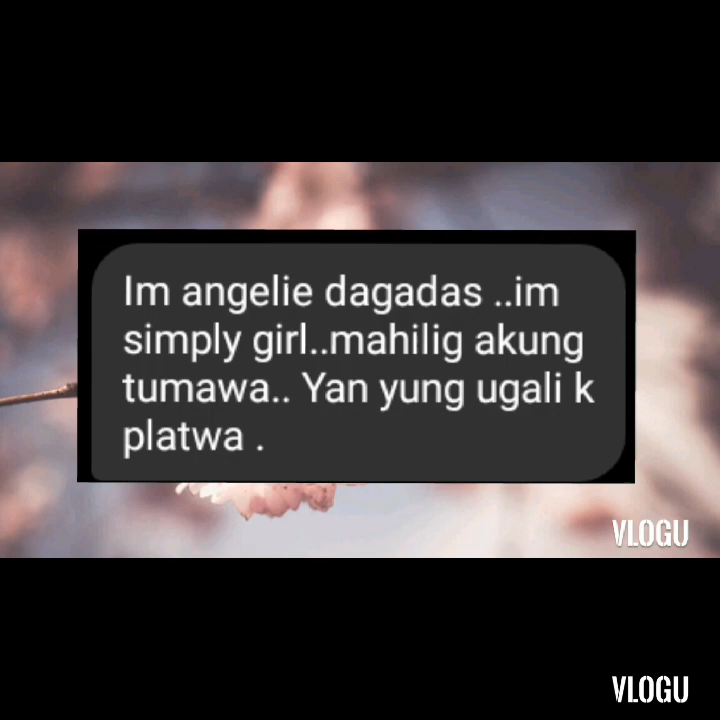 Im angelie dagadas ..im
simply girl..mahilig akung
tumawa.. Yan yung ugali k
platwa .
VLOGU
VLOGU